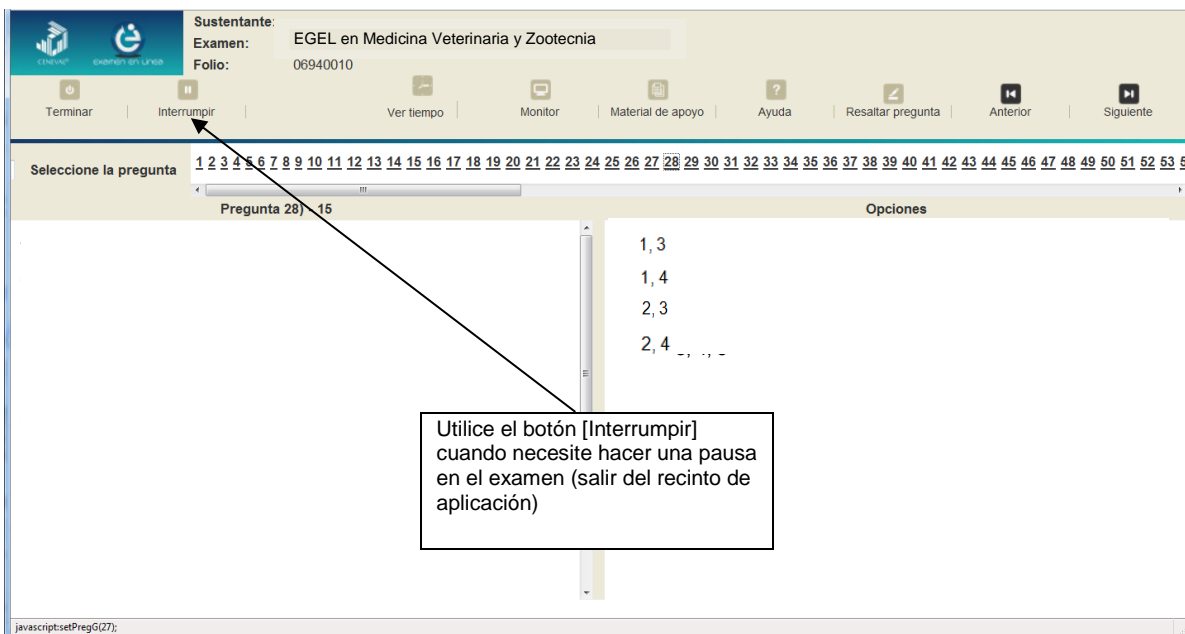 Sustentante:
Examen: EGEL en Medicina Veterinaria y Zootecnia
Folio: 06940010
CENEVAL® examen en línea
Terminar Interrumpir Ver tiempo Monitor Material de apoyo Ayuda Resaltar pregunta Anterior Siguiente
Seleccione la pregunta 1 2 3 4 5 6 7 8 9 10 11 12 13 14 15 16 17 18 19 20 21 22 23 24 25 26 27 28 29 30 31 32 33 34 35 36 37 38 39 40 41 42 43 44 45 46 47 48 49 50 51 52 53
Pregunta 28) - 15 Opciones
1, 3
1, 4
2, 3
2, 4
Utilice el botón [Interrumpir]
cuando necesite hacer una pausa
en el examen (salir del recinto de
aplicación)
javascript:setPregG(27);